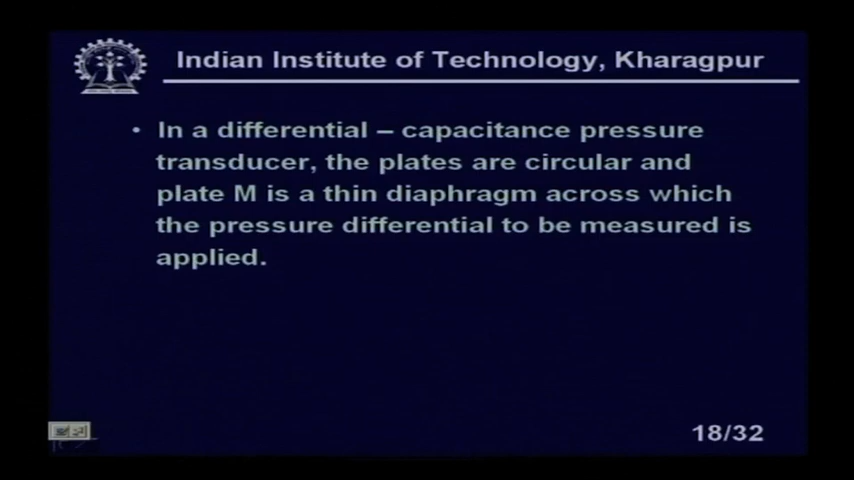 Indian Institute of Technology, Kharagpur
• In a differential – capacitance pressure
transducer, the plates are circular and
plate M is a thin diaphragm across which
the pressure differential to be measured is
applied.
18/32